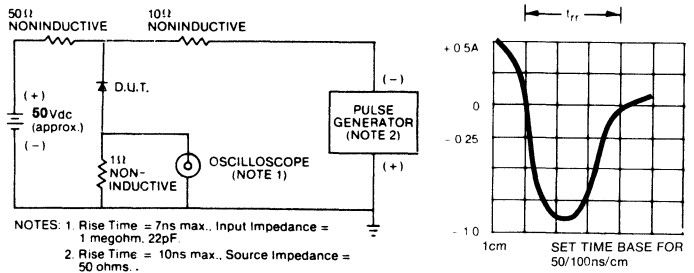 50Ω
NONINDUCTIVE
10Ω
NONINDUCTIVE
(+)
50Vdc
(approx.)
(-)
D.U.T.
1Ω
NON-
INDUCTIVE
OSCILLOSCOPE
(NOTE 1)
(-)
PULSE
GENERATOR
(NOTE 2)
(+)
NOTES: 1. Rise Time = 7ns max., Input Impedance =
1 megohm, 22pF.
2. Rise Time = 10ns max., Source Impedance =
50 ohms. .
trr
+ 0.5A
0
- 0.25
- 1.0
1cm
SET TIME BASE FOR
50/100ns/cm